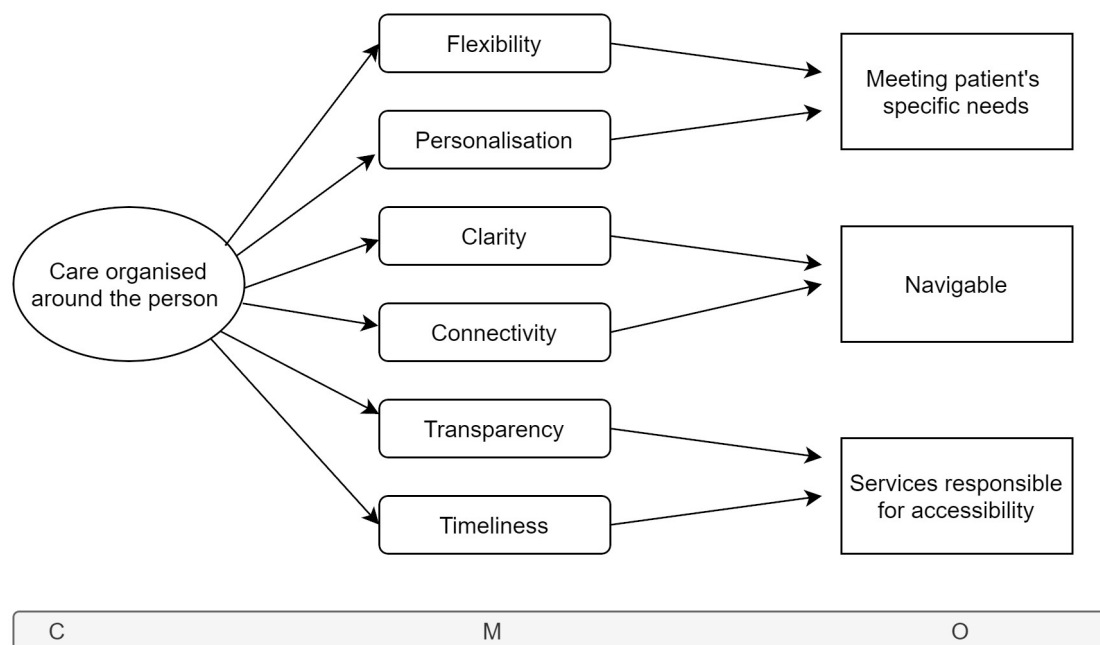 Flexibility
Personalisation
Clarity
Connectivity
Transparency
Timeliness
Care organised
around the person
Meeting patient's
specific needs
Navigable
Services responsible
for accessibility
C
M
O